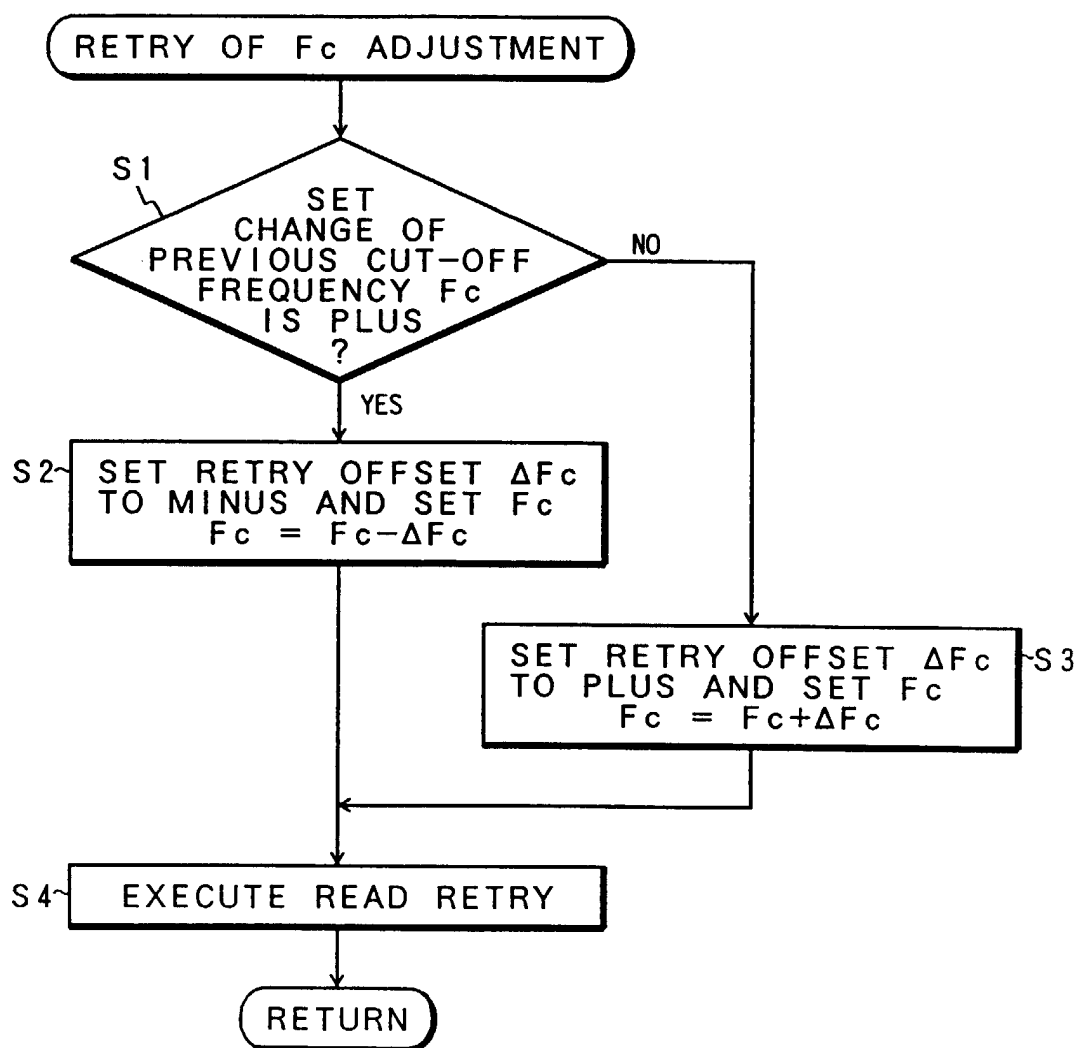 RETRY OF Fc ADJUSTMENT
S1
SET
CHANGE OF
PREVIOUS CUT-OFF
FREQUENCY Fc
IS PLUS
?
NO
YES
S2
SET RETRY OFFSET ΔFc
TO MINUS AND SET Fc
Fc = Fc-ΔFc
SET RETRY OFFSET ΔFc
TO PLUS AND SET Fc
Fc = Fc+ΔFc
S3
S4
EXECUTE READ RETRY
RETURN